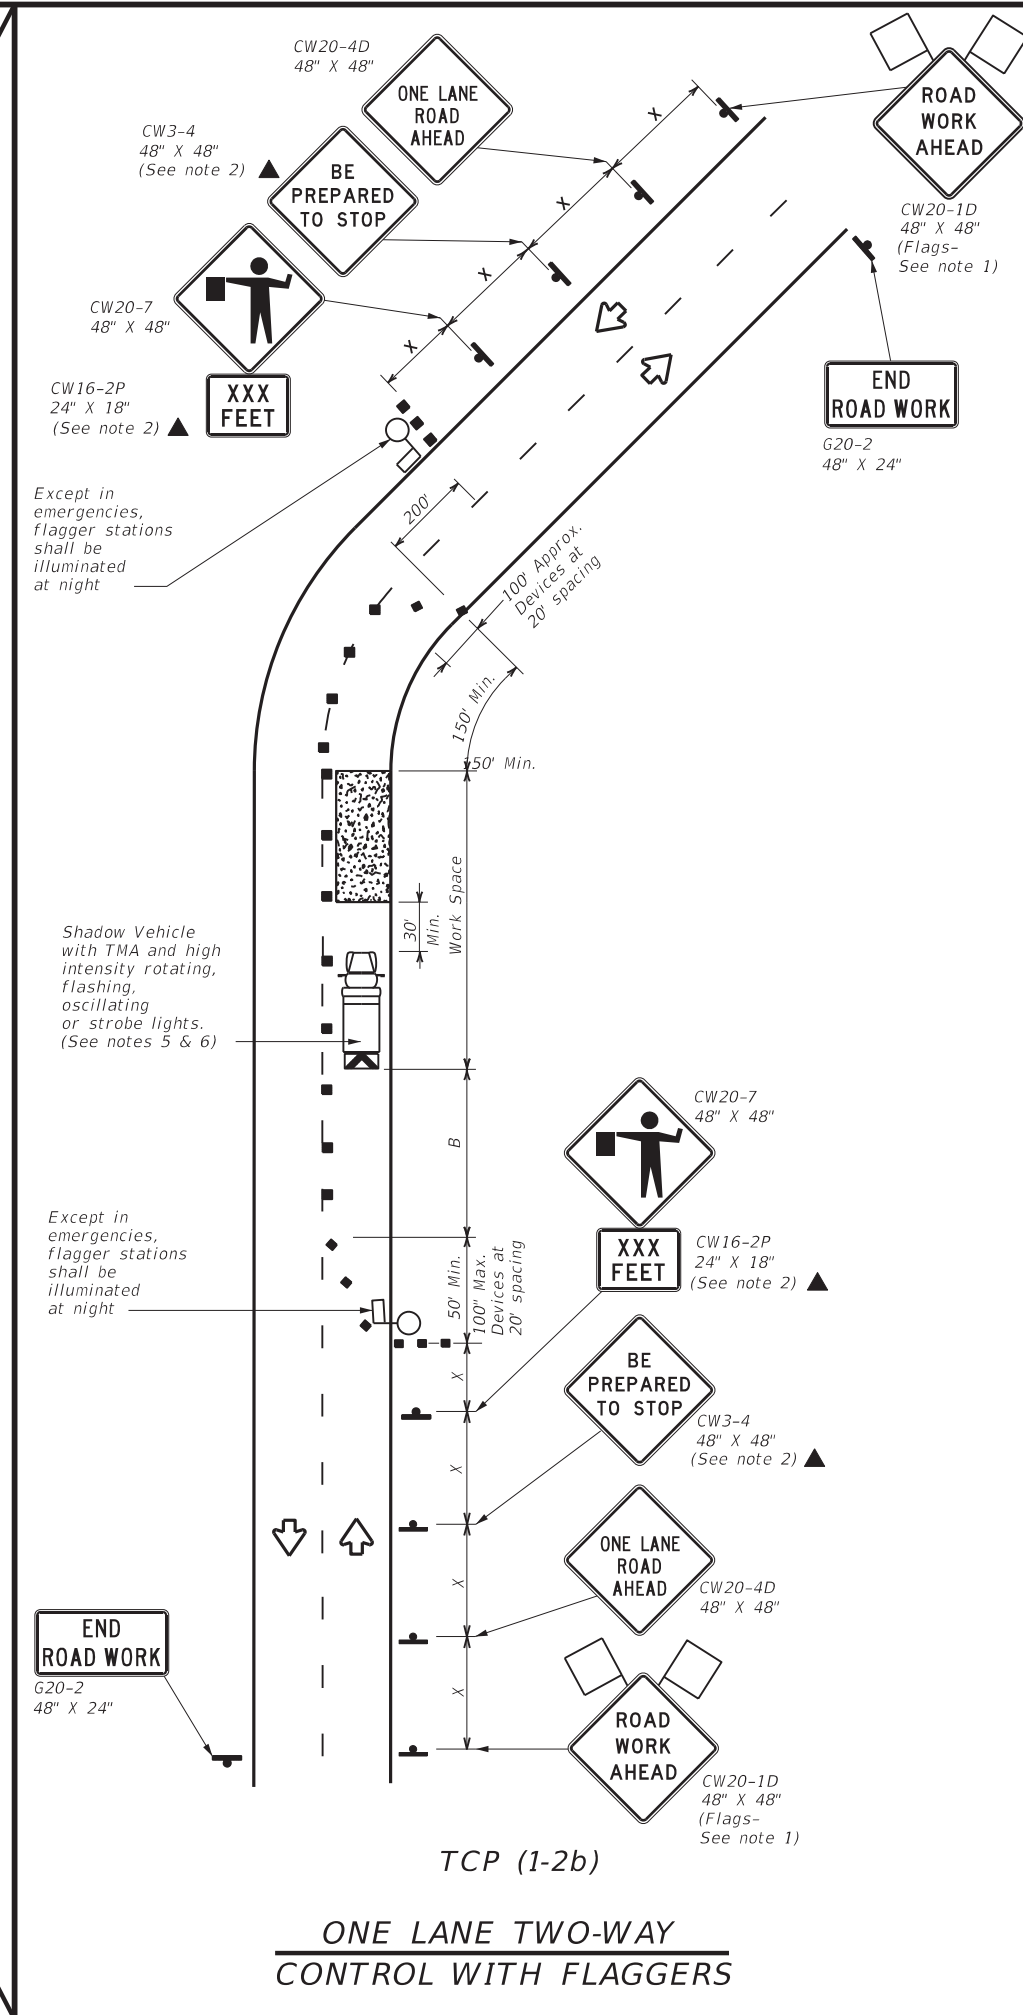 CW20-4D
48" X 48"
ONE LANE
ROAD
AHEAD
ROAD
WORK
AHEAD
CW20-1D
48" X 48"
(Flags-
See note 1)
CW3-4
48" X 48"
(See note 2)
BE
PREPARED
TO STOP
CW20-7
48" X 48"
CW16-2P
24" X 18"
(See note 2)
XXX
FEET
X
X
X
X
END
ROAD WORK
G20-2
48" X 24"
Except in
emergencies,
flagger stations
shall be
illuminated
at night
200'
100' Approx.
Devices at
20' spacing
150' Min.
50' Min.
Work Space
30'
Min.
Shadow Vehicle
with TMA and high
intensity rotating,
flashing,
oscillating
or strobe lights.
(See notes 5 & 6)
B
Except in
emergencies,
flagger stations
shall be
illuminated
at night
50' Min.
100" Max.
Devices at
20' spacing
CW20-7
48" X 48"
XXX
FEET
CW16-2P
24" X 18"
(See note 2)
X
BE
PREPARED
TO STOP
CW3-4
48" X 48"
(See note 2)
X
ONE LANE
ROAD
AHEAD
CW20-4D
48" X 48"
X
X
ROAD
WORK
AHEAD
CW20-1D
48" X 48"
(Flags-
See note 1)
END
ROAD WORK
G20-2
48" X 24"
TCP (1-2b)
ONE LANE TWO-WAY
CONTROL WITH FLAGGERS